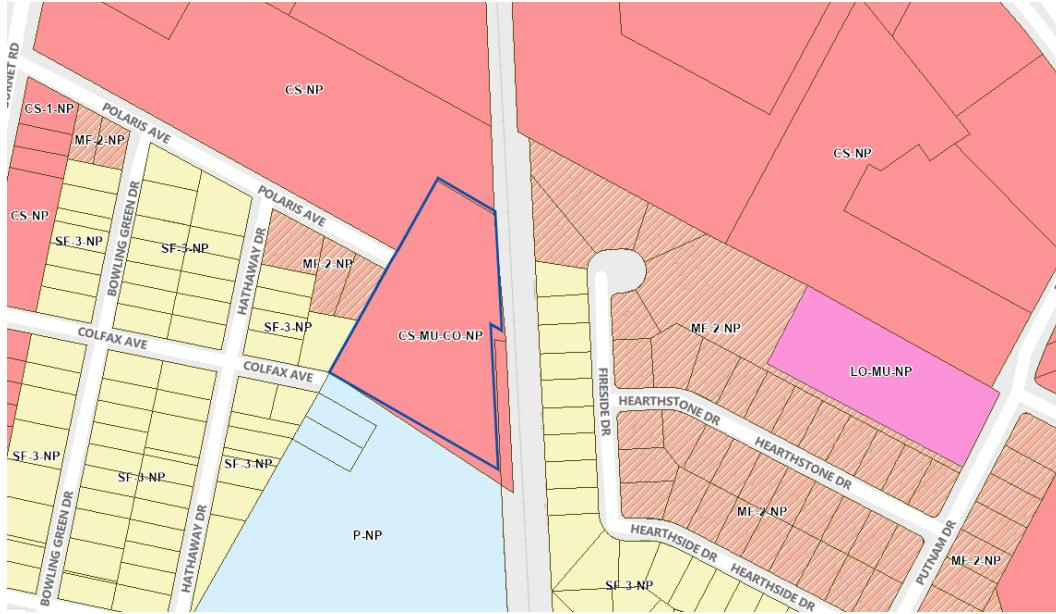 BURNET RD
CS-NP
CS-1-NP
POLARIS AVE
MF-2-NP
CS-NP
POLARIS AVE
BOWLING GREEN DR
CS-NP
SF-3-NP
SF-3-NP
HATHAWAY DR
MF-2-NP
SF-3-NP
CS-MU-CO-NP
MF-2-NP
LO-MU-NP
COLFAX AVE
COLFAX AVE
FIRESIDE DR
HEARTHSTONE DR
HEARTHSTONE DR
SF-3-NP
SF-3-NP
SF-3-NP
MF-2-NP
BOWLING GREEN DR
HATHAWAY DR
P-NP
HEARTHSIDE DR
HEARTHSIDE DR
PUTNAM DR
MF-2-NP
SF-3-NP